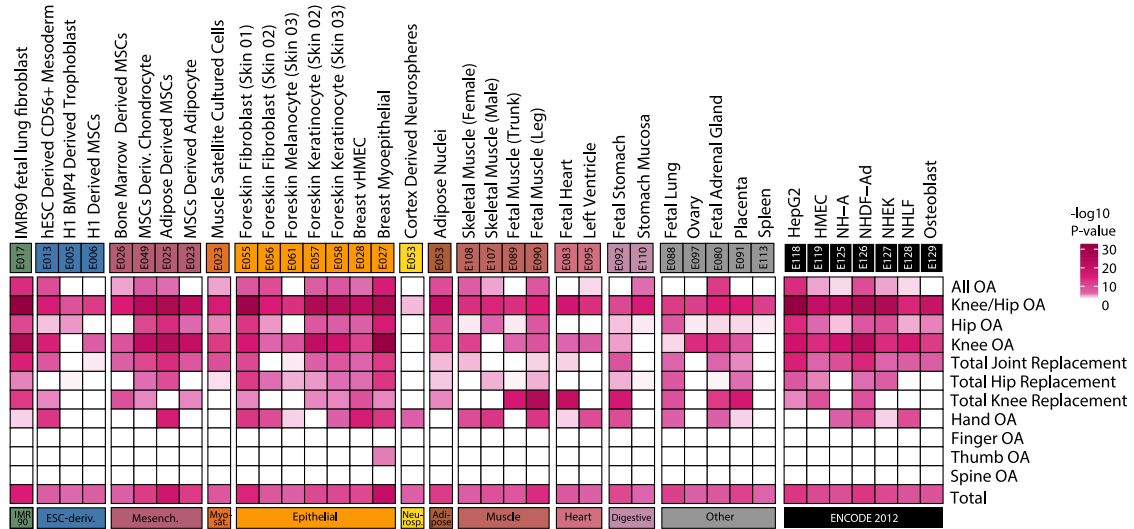 IMR90 fetal lung fibroblast
hESC Derived CD56+ Mesoderm
H1 BMP4 Derived Trophoblast
H1 Derived MSCs
Bone Marrow Derived MSCs
MSCs Deriv. Chondrocyte
Adipose Derived MSCs
MSCs Derived Adipocyte
Muscle Satellite Cultured Cells
Foreskin Fibroblast (Skin 01)
Foreskin Fibroblast (Skin 02)
Foreskin Melanocyte (Skin 03)
Foreskin Keratinocyte (Skin 02)
Foreskin Keratinocyte (Skin 03)
Breast vHMEC
Breast Myoepithelial
Cortex Derived Neurospheres
Adipose Nuclei
Skeletal Muscle (Female)
Skeletal Muscle (Male)
Fetal Muscle (Trunk)
Fetal Muscle (Leg)
Fetal Heart
Left Ventricle
Fetal Stomach
Stomach Mucosa
Fetal Lung
Ovary
Fetal Adrenal Gland
Placenta
Spleen
HepG2
HMEC
NH-A
NHDF-Ad
NHEK
NHLF
Osteoblast
E017
E013
E005
E006
E026
E049
E025
E023
E023
E055
E056
E061
E057
E058
E028
E027
E053
E053
E108
E107
E089
E090
E083
E095
E092
E110
E088
E097
E080
E091
E113
E118
E119
E125
E126
E127
E128
E129
-log10
P-value
30
20
10
0
All OA
Knee/Hip OA
Hip OA
Knee OA
Total Joint Replacement
Total Hip Replacement
Total Knee Replacement
Hand OA
Finger OA
Thumb OA
Spine OA
Total
IMR
90
ESC-deriv.
Mesench.
Myo-
sat.
Epithelial
Neu-
rosp.
Adi-
pose
Muscle
Heart
Digestive
Other
ENCODE 2012